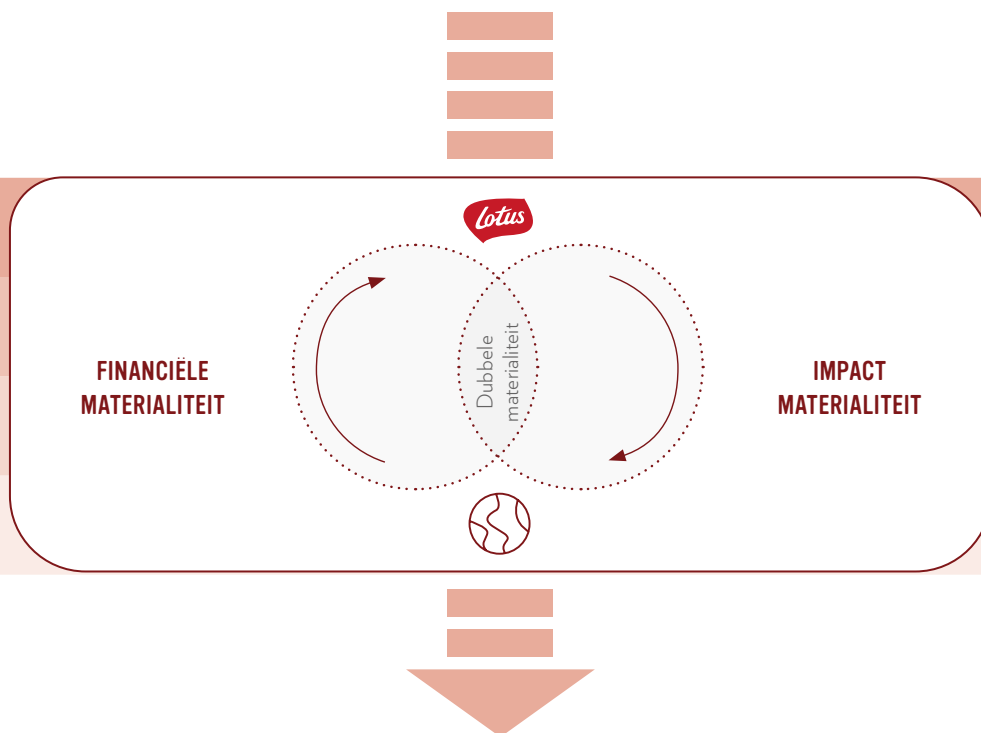 Lotus
FINANCIËLE
MATERIALITEIT
Dubbele
materialiteit
IMPACT
MATERIALITEIT